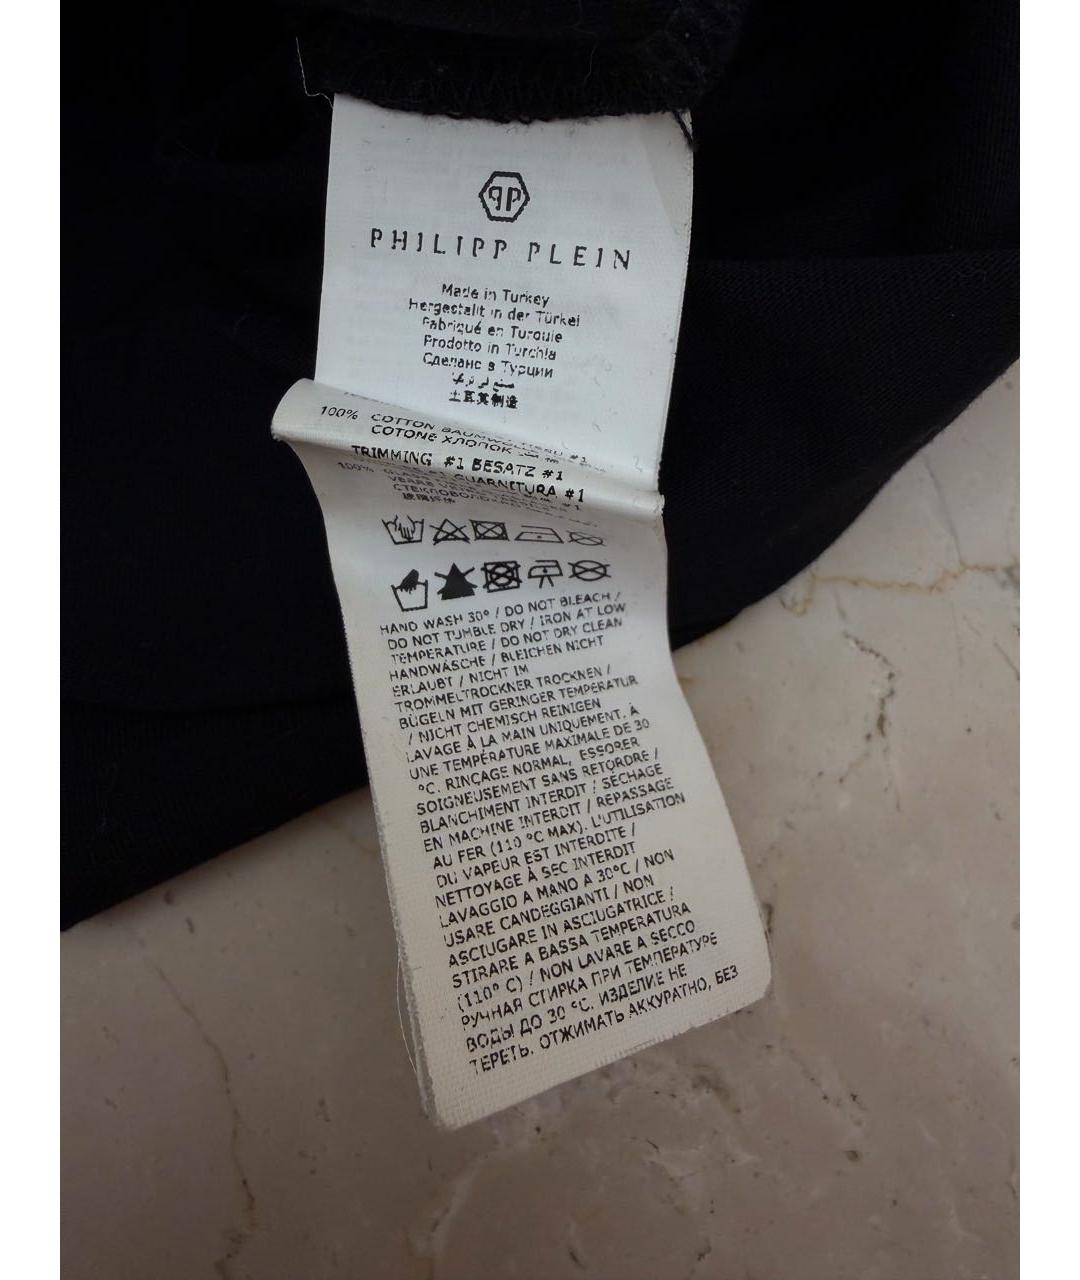 PHILIPP PLEIN
Made in Turkey
Hergestellt in der Türkei
Fabriqué en Turquie
Prodotto in Turchia
Сделано в Турции
土耳其制造
100% COTTON
COTONE ХЛОПОК
TRIMMING #1 BESATZ #1
GUARNITURA #1
100%
HAND WASH 30° / DO NOT BLEACH /
DO NOT TUMBLE DRY / IRON AT LOW
TEMPERATURE / DO NOT DRY CLEAN
HANDWÄSCHE / BLEICHEN NICHT
ERLAUBT / NICHT IM
TROMMELTROCKNER TROCKNEN /
BÜGELN MIT GERINGER TEMPERATUR
/ NICHT CHEMISCH REINIGEN
LAVAGE À LA MAIN UNIQUEMENT. À
UNE TEMPÉRATURE MAXIMALE DE 30
°C. RINÇAGE NORMAL, ESSORER
SOIGNEUSEMENT SANS RETORDRE /
BLANCHIMENT INTERDIT / SÉCHAGE
EN MACHINE INTERDIT / REPASSAGE
AU FER (110 °C MAX). L'UTILISATION
DU VAPEUR EST INTERDITE /
NETTOYAGE À SEC INTERDIT
LAVAGGIO A MANO A 30°C / NON
USARE CANDEGGIANTI / NON
ASCIUGARE IN ASCIUGATRICE /
STIRARE A BASSA TEMPERATURA
(110° C) / NON LAVARE A SECCO
РУЧНАЯ СТИРКА ПРИ ТЕМПЕРАТУРЕ
ВОДЫ ДО 30 °С. ИЗДЕЛИЕ НЕ
ТЕРЕТЬ. ОТЖИМАТЬ АККУРАТНО, БЕЗ